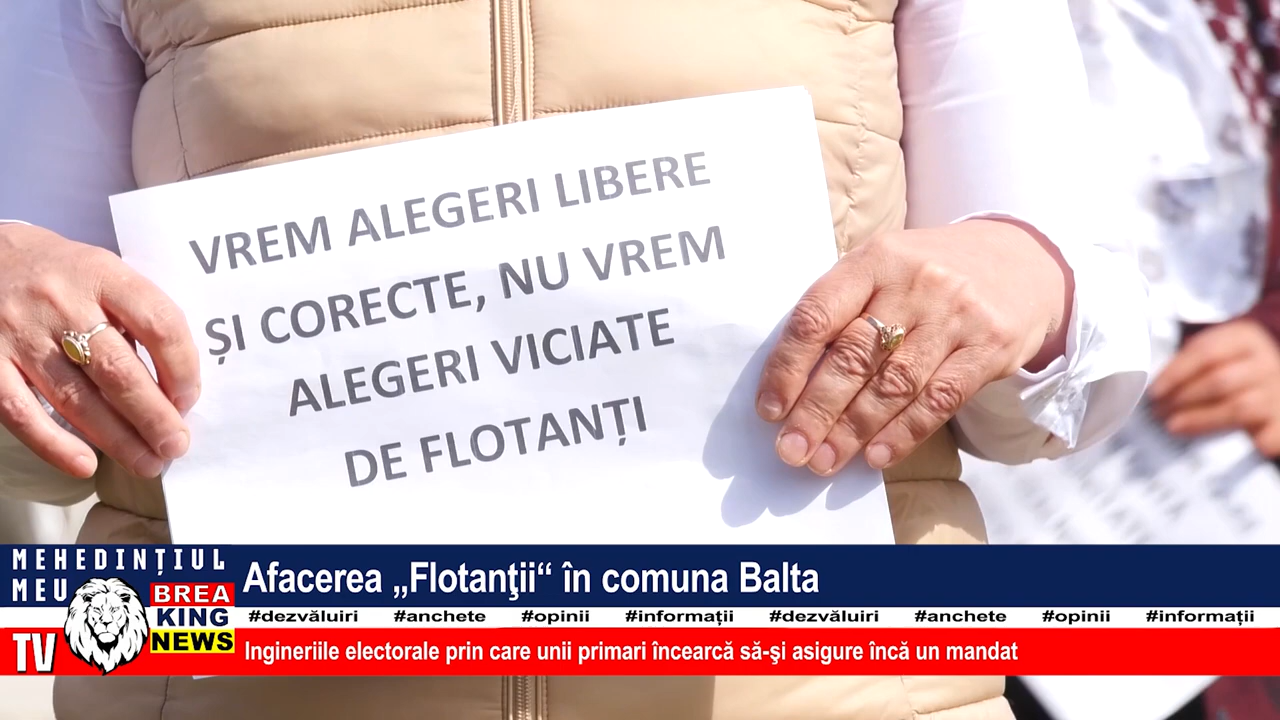 VREM ALEGERI LIBERE
ȘI CORECTE, NU VREM
ALEGERI VICIATE
DE FLOTANȚI
MEHEDINȚIUL
MEU
TV
BREA
KING
NEWS
Afacerea „Flotanţii“ în comuna Balta
#dezvăluiri #anchete #opinii #informații #dezvăluiri #anchete #opinii #informații
Ingineriile electorale prin care unii primari încearcă să-şi asigure încă un mandat